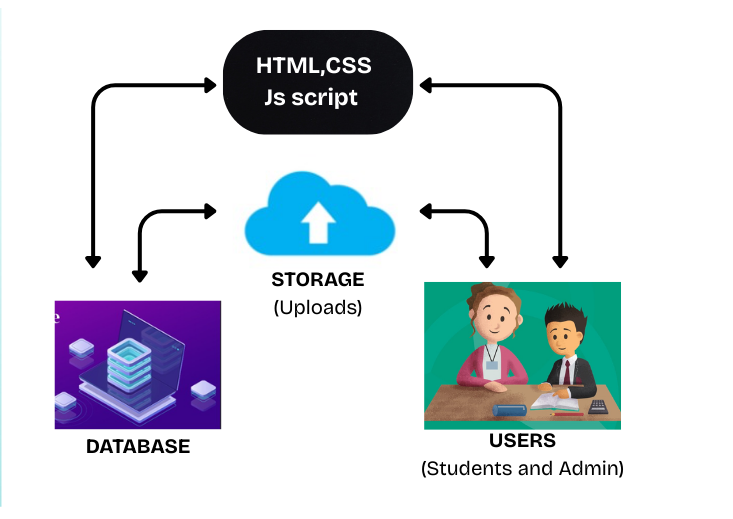 HTML,CSS
Js script
STORAGE
(Uploads)
e
DATABASE
USERS
(Students and Admin)